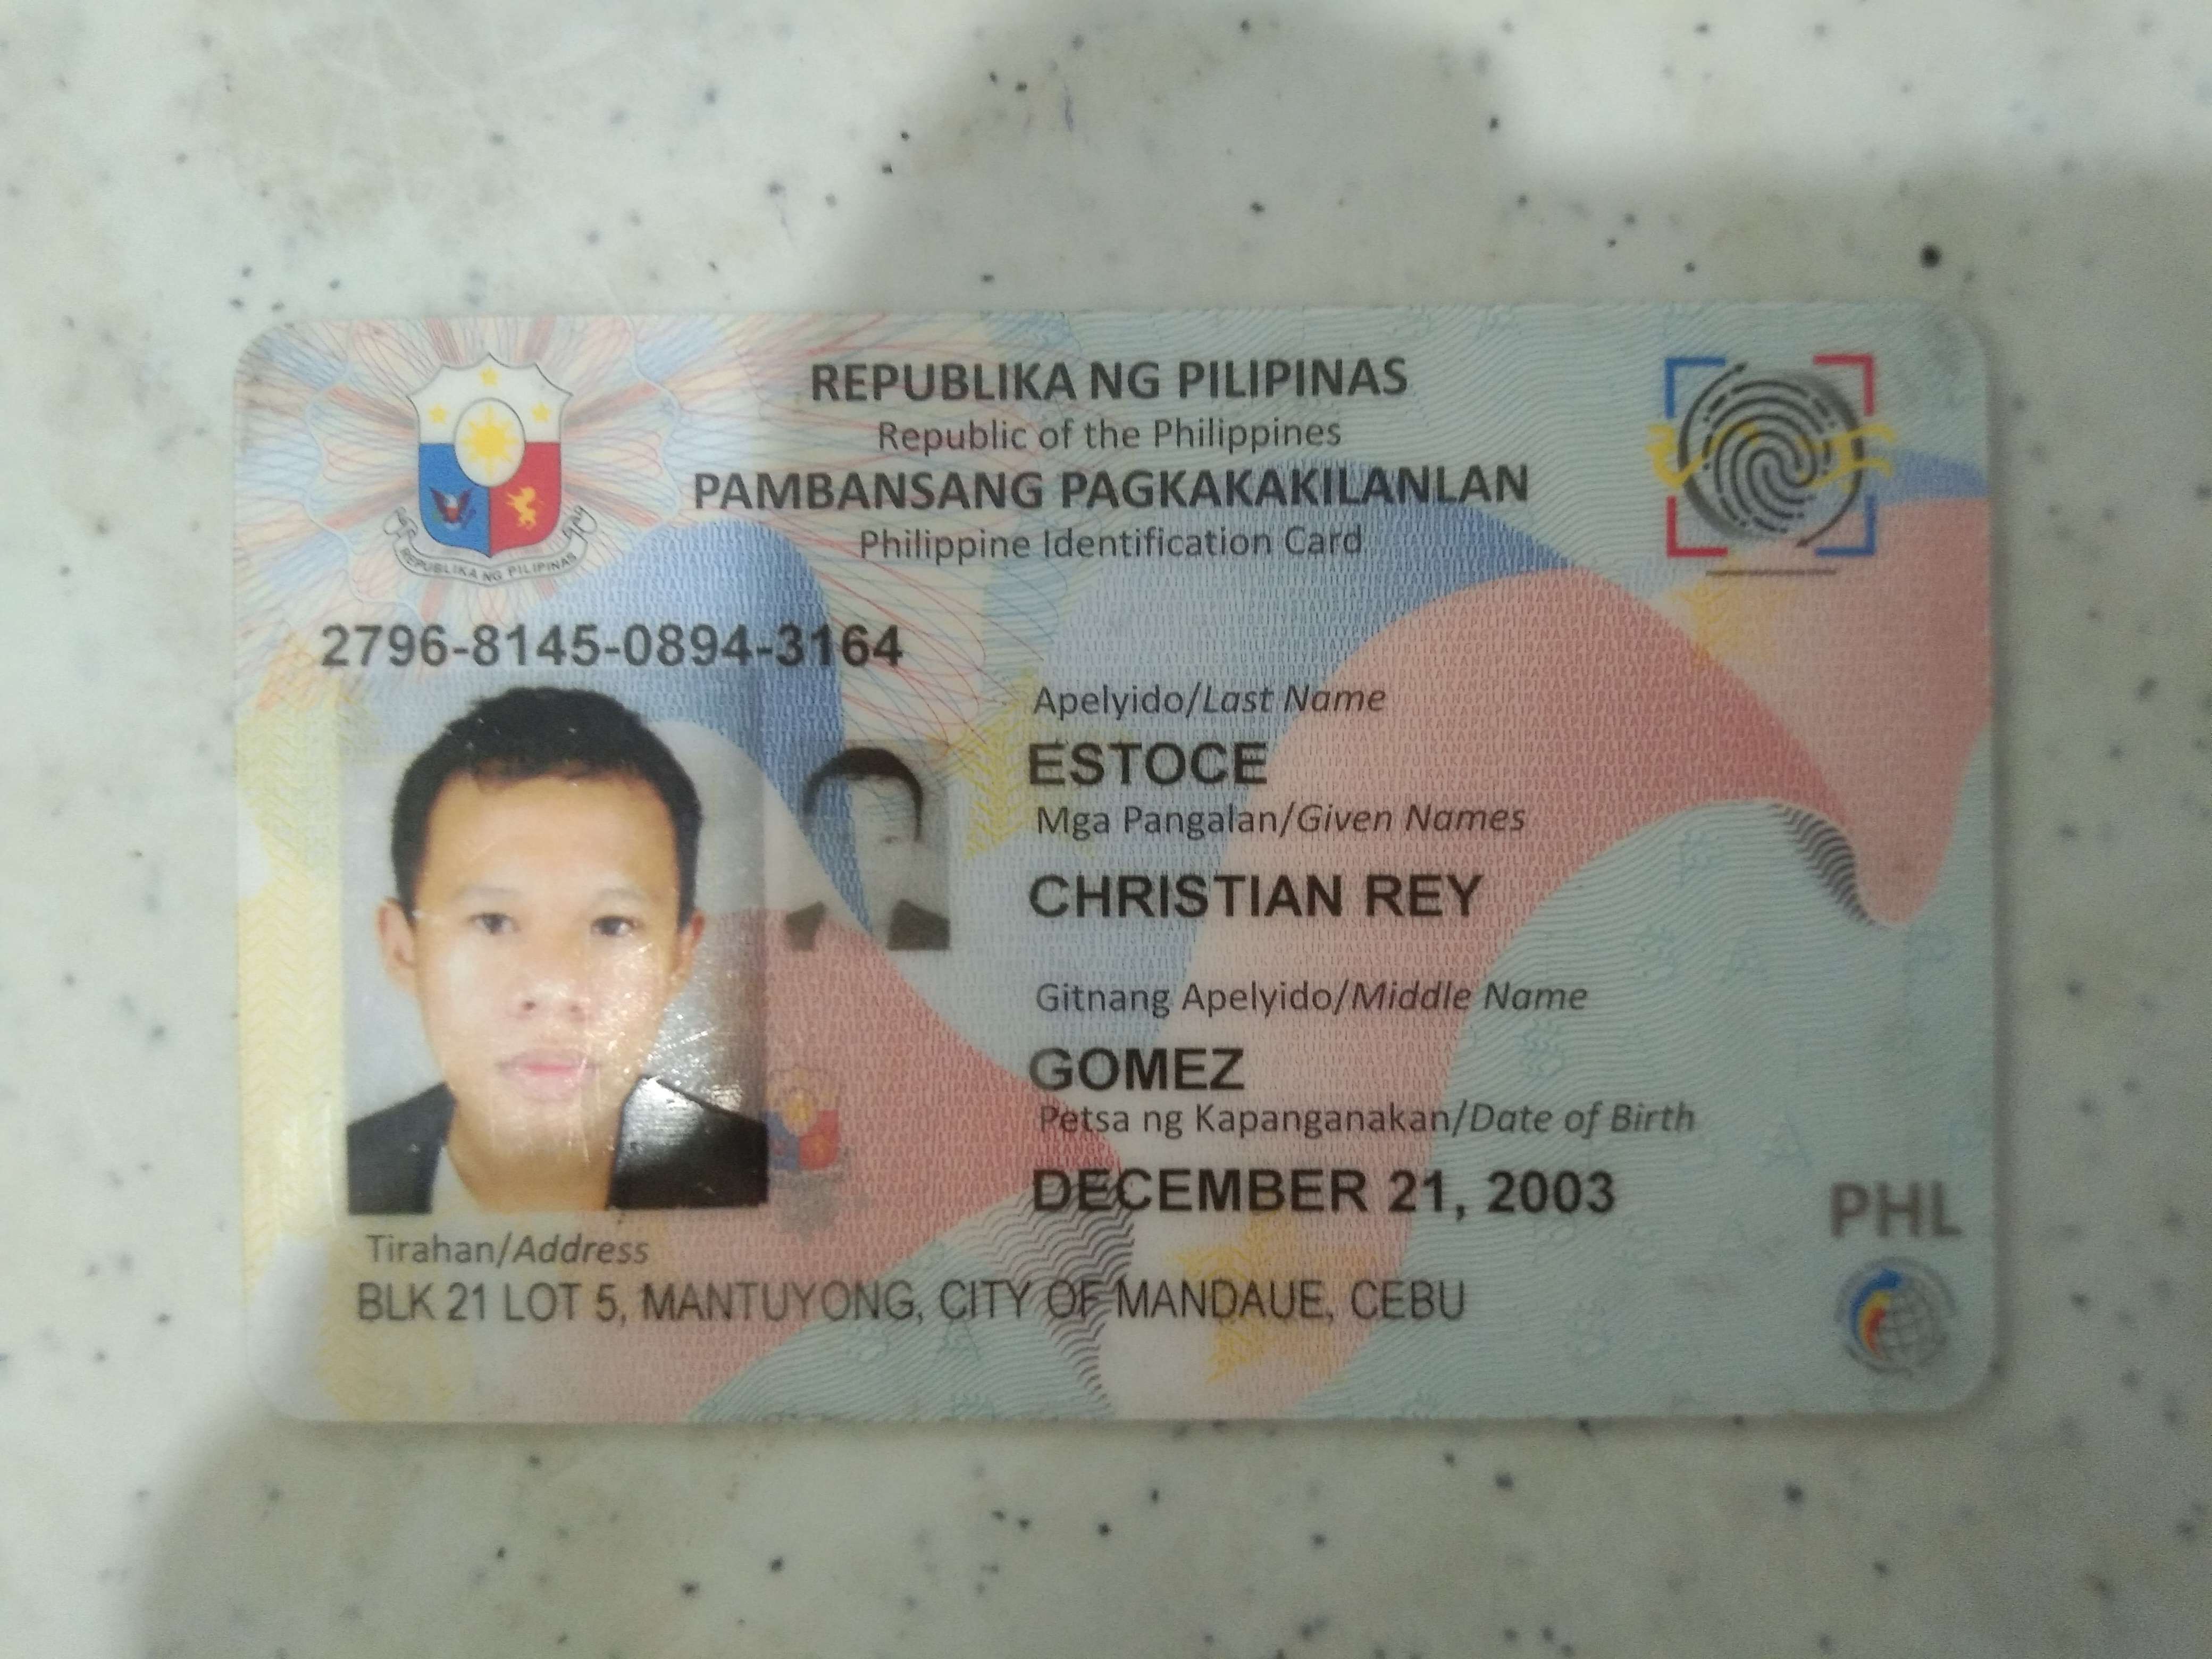 REPUBLIKA NG PILIPINAS
Republic of the Philippines
PAMBANSANG PAGKAKAKILANLAN
Philippine Identification Card
REPUBLIKA NG PILIPINAS
2796-8145-0894-3164
Apelyido/Last Name
ESTOCE
Mga Pangalan/Given Names
CHRISTIAN REY
Gitnang Apelyido/Middle Name
GOMEZ
Petsa ng Kapanganakan/Date of Birth
DECEMBER 21, 2003
PHL
Tirahan/Address
BLK 21 LOT 5, MANTUYONG, CITY OF MANDAUE, CEBU